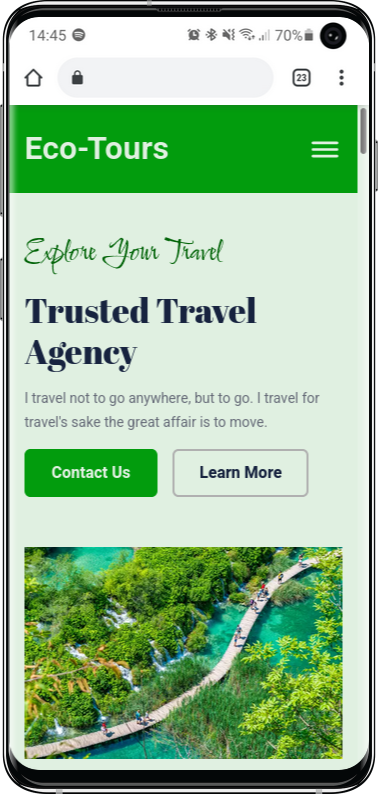 14:45
70%
23
Eco-Tours
Explore Your Travel
Trusted Travel
Agency
I travel not to go anywhere, but to go. I travel for
travel's sake the great affair is to move.
Contact Us
Learn More